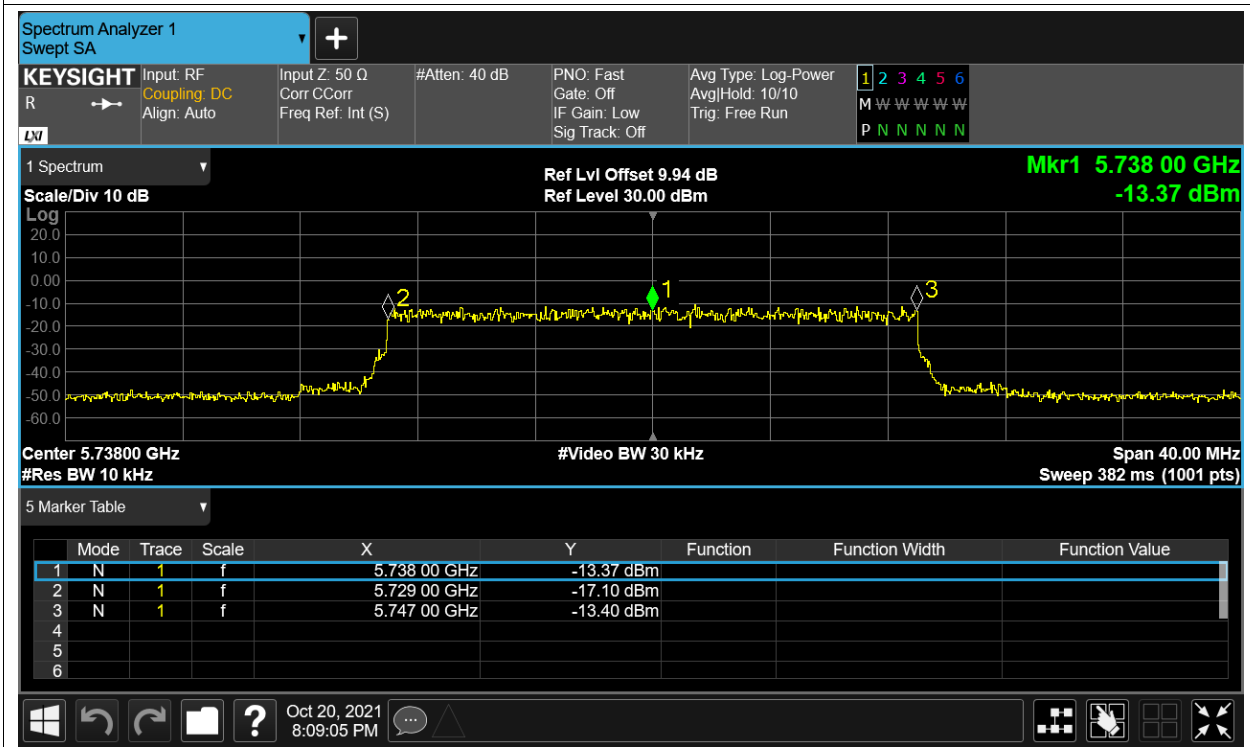 Spectrum Analyzer 1
Swept SA
+
KEYSIGHT Input: RF Input Z: 50 Ω #Atten: 40 dB PNO: Fast Avg Type: Log-Power 1 2 3 4 5 6
R Coupling: DC Corr CCorr Gate: Off Avg|Hold: 10/10 M W W W W W
Align: Auto Freq Ref: Int (S) IF Gain: Low Trig: Free Run
LXI Sig Track: Off P N N N N N
1 Spectrum Ref Lvl Offset 9.94 dB Mkr1 5.738 00 GHz
Scale/Div 10 dB Ref Level 30.00 dBm -13.37 dBm
Log
20.0
10.0
0.00
-10.0
-20.0
-30.0
-40.0
-50.0
-60.0
2 1 3
Center 5.73800 GHz #Video BW 30 kHz Span 40.00 MHz
#Res BW 10 kHz Sweep 382 ms (1001 pts)
5 Marker Table
Mode Trace Scale X Y Function Function Width Function Value
1 N 1 f 5.738 00 GHz -13.37 dBm
2 N 1 f 5.729 00 GHz -17.10 dBm
3 N 1 f 5.747 00 GHz -13.40 dBm
4
5
6
? Oct 20, 2021
8:09:05 PM